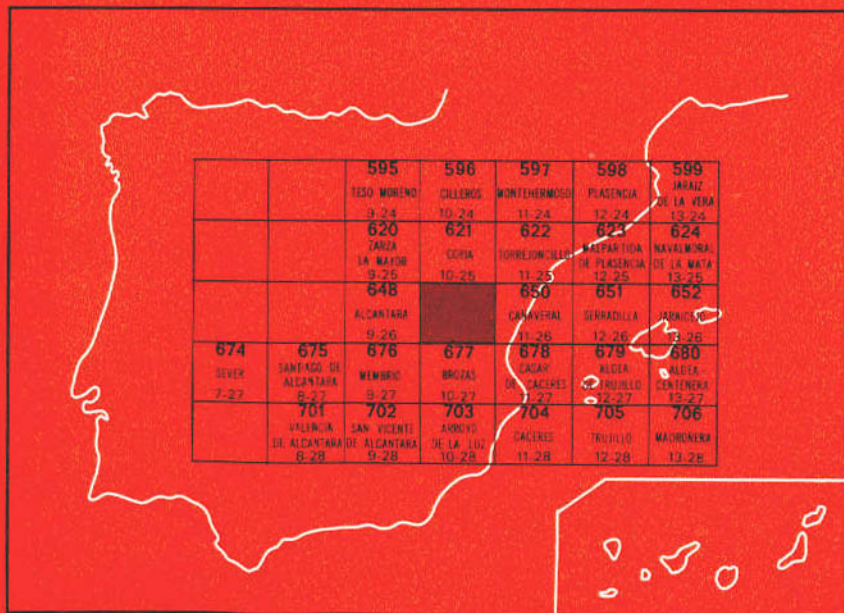 595 596 597 598 599
TESO MORENO CILLEROS MONTEHERMOSO PLASENCIA JARAIZ DE LA VERA
9-24 10-24 11-24 12-24 13-24
620 621 622 623 624
ZARZA LA MAYOR CORIA TORREJONCILLO MALPARTIDA DE PLASENCIA NAVALMORAL DE LA MATA
9-25 10-25 11-25 12-25 13-25
648 650 651 652
ALCANTARA CAÑAVERAL SERRADILLA JARAICEJO
9-26 11-26 12-26 13-26
674 675 676 677 678 679 680
SEVER SANTIAGO DE ALCANTARA MEMBRIO BROZAS CASAR DE CACERES ALDEA DE TRUJILLO ALDEA-CENTENERA
7-27 8-27 9-27 10-27 11-27 12-27 13-27
701 702 703 704 705 706
VALENCIA DE ALCANTARA SAN VICENTE DE ALCANTARA ARROYO DE LA LUZ CACERES TRUJILLO MADROÑERA
8-28 9-28 10-28 11-28 12-28 13-28